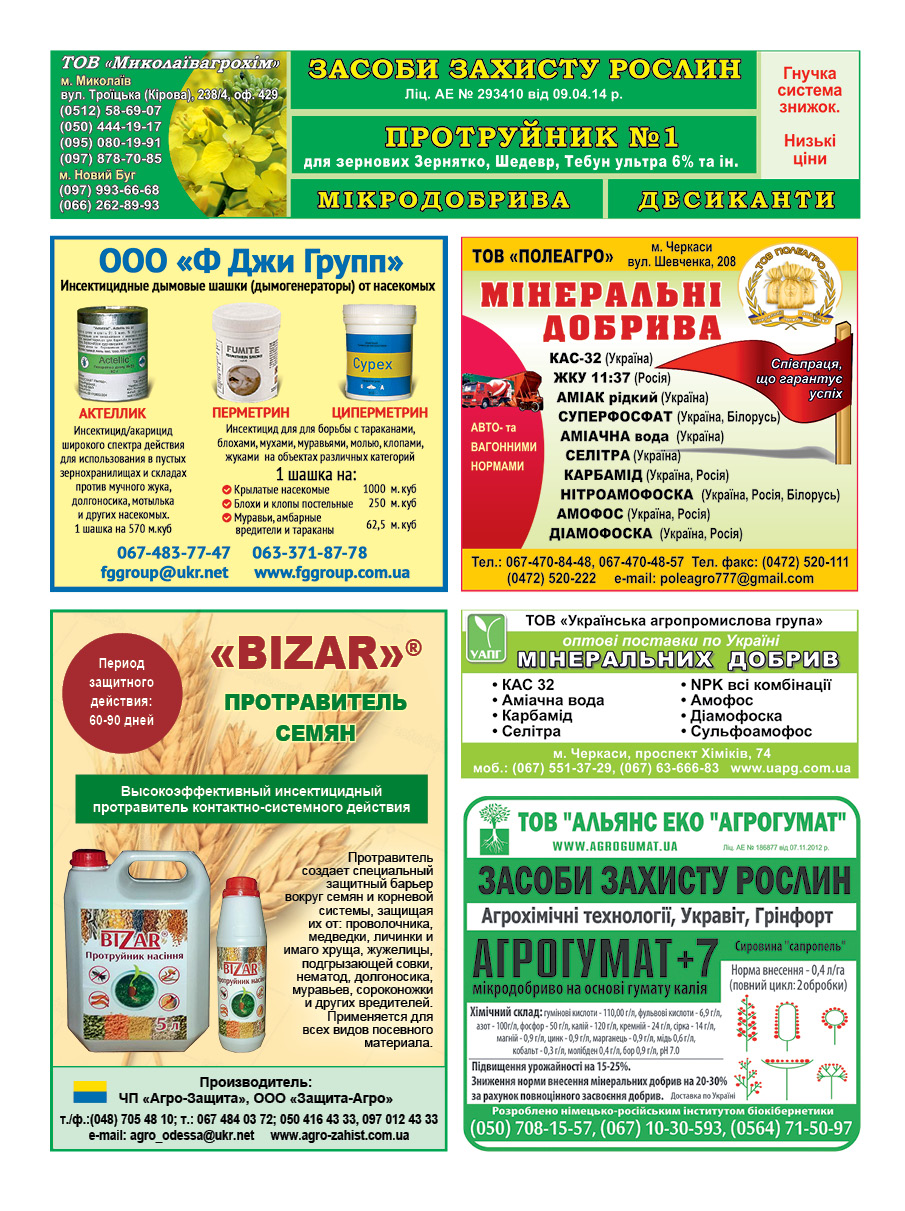 ТОВ «Миколаївагрохім»
м. Миколаїв
вул. Троїцька (Кірова), 238/4, оф. 429
(0512) 58-69-07
(050) 444-19-17
(095) 080-19-91
(097) 878-70-85
м. Новий Буг
(097) 993-66-68
(066) 262-89-93
ЗАСОБИ ЗАХИСТУ РОСЛИН
Ліц. АЕ № 293410 від 09.04.14 р.
ПРОТРУЙНИК №1
для зернових Зернятко, Шедевр, Тебун ультра 6% та ін.
МІКРОДОБРИВА
ДЕСИКАНТИ
Гнучка
система
знижок.
Низькі
ціни
ООО «Ф Джи Групп»
Инсектицидные дымовые шашки (дымогенераторы) от насекомых
Actellic
FUMITE
Cypex
АКТЕЛЛИК
Инсектицид/акарицид
широкого спектра действия
для использования в пустых
зернохранилищах и складах
против мучного жука,
долгоносика, мотылька
и других насекомых.
1 шашка на 570 м.куб
ПЕРМЕТРИН
ЦИПЕРМЕТРИН
Инсектицид для для борьбы с тараканами,
блохами, мухами, муравьями, молью, клопами,
жуками на объектах различных категорий
1 шашка на:
Крылатые насекомые 1000 м.куб
Блохи и клопы постельные 250 м.куб
Муравьи, амбарные
вредители и тараканы 62,5 м.куб
067-483-77-47 063-371-87-78
fggroup@ukr.net www.fggroup.com.ua
ТОВ «ПОЛЕАГРО»
м. Черкаси
вул. Шевченка, 208
ТОВ ПОЛЕАГРО
МІНЕРАЛЬНІ
ДОБРИВА
КАС-32 (Україна)
ЖКУ 11:37 (Росія)
АМІАК рідкий (Україна)
СУПЕРФОСФАТ (Україна, Білорусь)
АМІАЧНА вода (Україна)
СЕЛІТРА (Україна)
КАРБАМІД (Україна, Росія)
НІТРОАМОФОСКА (Україна, Росія, Білорусь)
АМОФОС (Україна, Росія)
ДІАМОФОСКА (Україна, Росія)
Співпраця,
що гарантує
успіх
АВТО- та
ВАГОННИМИ
НОРМАМИ
Тел.: 067-470-84-48, 067-470-48-57 Тел. факс: (0472) 520-111
(0472) 520-222 e-mail: poleagro777@gmail.com
«BIZAR»®
Период
защитного
действия:
60-90 дней
ПРОТРАВИТЕЛЬ
СЕМЯН
Высокоэффективный инсектицидный
протравитель контактно-системного действия
BIZAR®
Протруйник насіння
5 л
BIZAR®
Протруйник насіння
Протравитель
создает специальный
защитный барьер
вокруг семян и корневой
системы, защищая
их от: проволочника,
медведки, личинки и
имаго хруща, жужелицы,
подгрызающей совки,
нематод, долгоносика,
муравьев, сороконожки
и других вредителей.
Применяется для
всех видов посевного
материала.
Производитель:
ЧП «Агро-Защита», ООО «Защита-Агро»
т./ф.:(048) 705 48 10; т.: 067 484 03 72; 050 416 43 33, 097 012 43 33
e-mail: agro_odessa@ukr.net www.agro-zahist.com.ua
УАПГ
ТОВ «Українська агропромислова група»
оптові поставки по Україні
МІНЕРАЛЬНИХ ДОБРИВ
• КАС 32
• Аміачна вода
• Карбамід
• Селітра
• NPK всі комбінації
• Амофос
• Діамофоска
• Сульфоамофос
м. Черкаси, проспект Хіміків, 74
моб.: (067) 551-37-29, (067) 63-666-83 www.uapg.com.ua
ТОВ "АЛЬЯНС ЕКО "АГРОГУМАТ"
WWW.AGROGUMAT.UA
Ліц. АЕ № 186877 від 07.11.2012 р.
ЗАСОБИ ЗАХИСТУ РОСЛИН
Агрохімічні технології, Укравіт, Грінфорт
АГРОГУМАТ+7
мікродобриво на основі гумату калія
Сировина "сапропель"
Норма внесення - 0,4 л/га
(повний цикл: 2обробки)
Хімічний склад: гумінові кислоти - 110,00 г/л, фульвові кислоти - 6,9 г/л,
азот - 100г/л, фосфор - 50 г/л, калій - 120 г/л, кремній - 24 г/л, сірка - 14 г/л,
магній - 0,9 г/л, цинк - 0,9 г/л, марганець - 0,9 г/л, мідь 0,6 г/л,
кобальт - 0,3 г/л, молібден 0,4 г/л, бор 0,9 г/л, pH 7.0
Підвищення урожайності на 15-25%.
Зниження норми внесення мінеральних добрив на 20-30%
за рахунок повноцінного засвоєння добрив. Доставка по Україні
Розроблено німецько-російським інститутом біокібернетики
(050) 708-15-57, (067) 10-30-593, (0564) 71-50-97